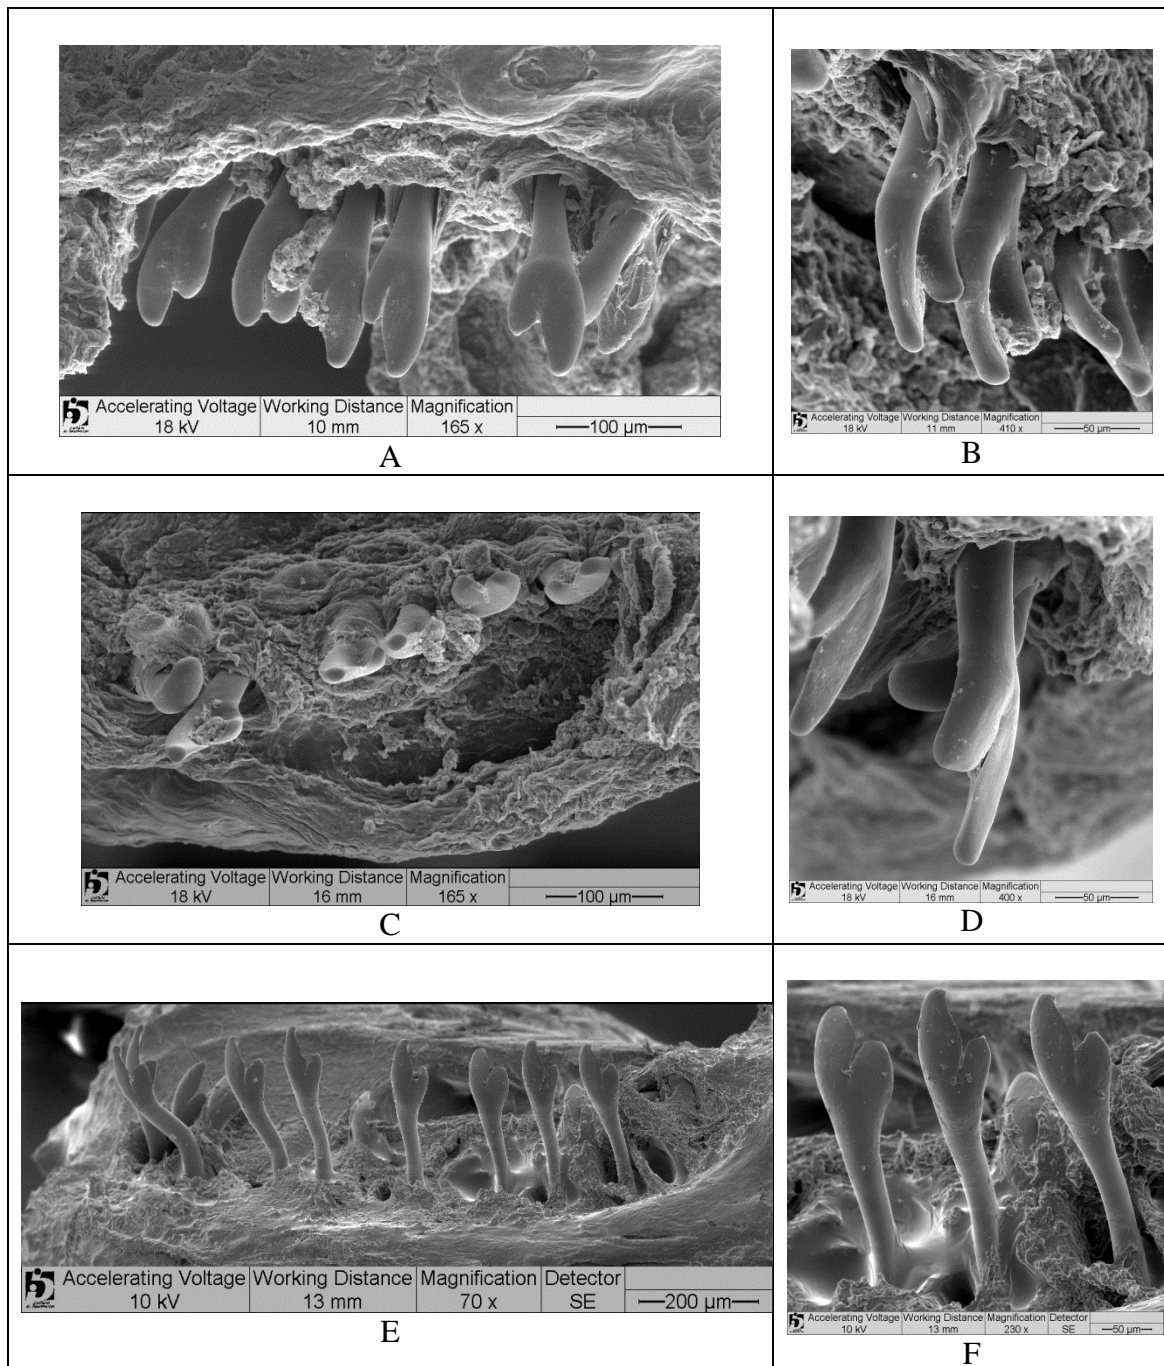 Accelerating Voltage Working Distance Magnification
18 kV 10 mm 165 x 100 µm
A
Accelerating Voltage Working Distance Magnification
18 kV 11 mm 410 x 50 µm
B
Accelerating Voltage Working Distance Magnification
18 kV 16 mm 165 x 100 µm
C
Accelerating Voltage Working Distance Magnification
18 kV 16 mm 400 x 50 µm
D
Accelerating Voltage Working Distance Magnification Detector
10 kV 13 mm 70 x SE 200 µm
E
Accelerating Voltage Working Distance Magnification Detector
10 kV 13 mm 230 x SE 50 µm
F